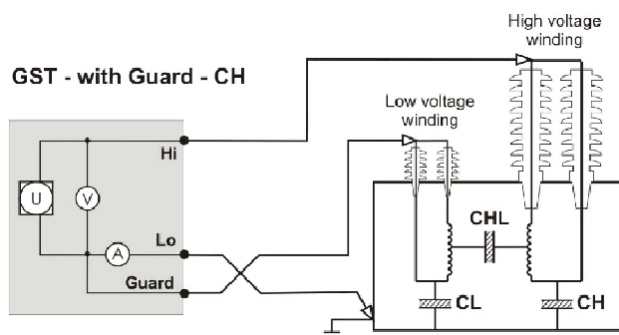 High voltage
winding
GST - with Guard - CH
Low voltage
winding
Hi
U
V
CHL
Lo
A
Guard
CL
CH